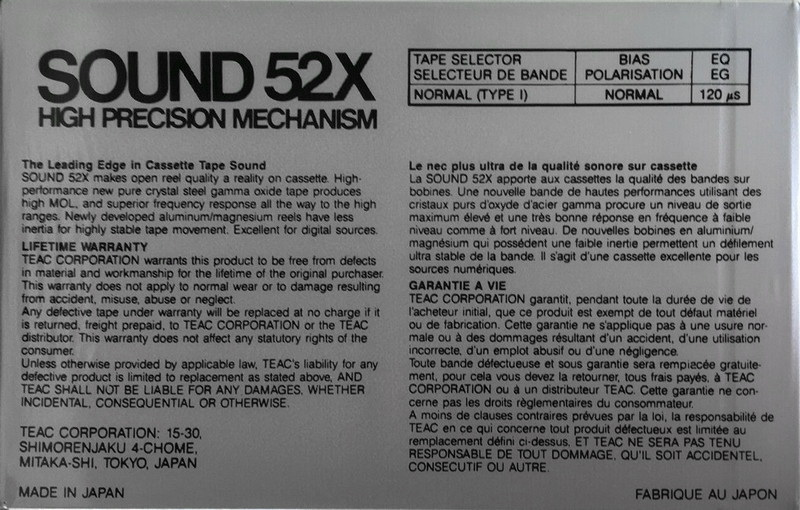 SOUND 52X
HIGH PRECISION MECHANISM
TAPE SELECTOR BIAS EQ
SELECTEUR DE BANDE POLARISATION EG
NORMAL (TYPE I) NORMAL 120 µs
The Leading Edge in Cassette Tape Sound
SOUND 52X makes open reel quality a reality on cassette. High-
performance new pure crystal steel gamma oxide tape produces
high MOL, and superior frequency response all the way to the high
ranges. Newly developed aluminum/magnesium reels have less
inertia for highly stable tape movement. Excellent for digital sources.
LIFETIME WARRANTY
TEAC CORPORATION warrants this product to be free from defects
in material and workmanship for the lifetime of the original purchaser.
This warranty does not apply to normal wear or to damage resulting
from accident, misuse, abuse or neglect.
Any defective tape under warranty will be replaced at no charge if it
is returned, freight prepaid, to TEAC CORPORATION or the TEAC
distributor. This warranty does not affect any statutory rights of the
consumer.
Unless otherwise provided by applicable law, TEAC's liability for any
defective product is limited to replacement as stated above, AND
TEAC SHALL NOT BE LIABLE FOR ANY DAMAGES, WHETHER
INCIDENTAL, CONSEQUENTIAL OR OTHERWISE.
TEAC CORPORATION: 15-30,
SHIMORENJAKU 4-CHOME,
MITAKA-SHI, TOKYO, JAPAN
MADE IN JAPAN
Le nec plus ultra de la qualité sonore sur cassette
La SOUND 52X apporte aux cassettes la qualité des bandes sur
bobines. Une nouvelle bande de hautes performances utilisant des
cristaux purs d'oxyde d'acier gamma procure un niveau de sortie
maximum élevé et une très bonne réponse en fréquence à faible
niveau comme à fort niveau. De nouvelles bobines en aluminium/
magnésium qui possédent une faible inertie permettent un défilement
ultra stable de la bande. Il s'agit d'une cassette excellente pour les
sources numériques.
GARANTIE A VIE
TEAC CORPORATION garantit, pendant toute la durée de vie de
l'acheteur initial, que ce produit est exempt de tout défaut matériel
ou de fabrication. Cette garantie ne s'applique pas à une usure nor-
male ou à des dommages résultant d'un accident, d'une utilisation
incorrecte, d'un emplot abusif ou d'une négligence.
Toute bande défectueuse et sous garantie sera remplacée gratuite-
ment, pour cela vous devez la retourner, tous frais payés, à TEAC
CORPORATION ou à un distributeur TEAC. Cette garantie ne con-
cerne pas les droits règlementaires du consommateur.
A moins de clauses contraires prévues par la loi, la responsabilité de
TEAC en ce qui concerne tout produit défectueux est limitée au
remplacement défini ci-dessus, ET TEAC NE SERA PAS TENU
RESPONSABLE DE TOUT DOMMAGE, QU'IL SOIT ACCIDENTEL,
CONSECUTIF OU AUTRE.
FABRIQUE AU JAPON